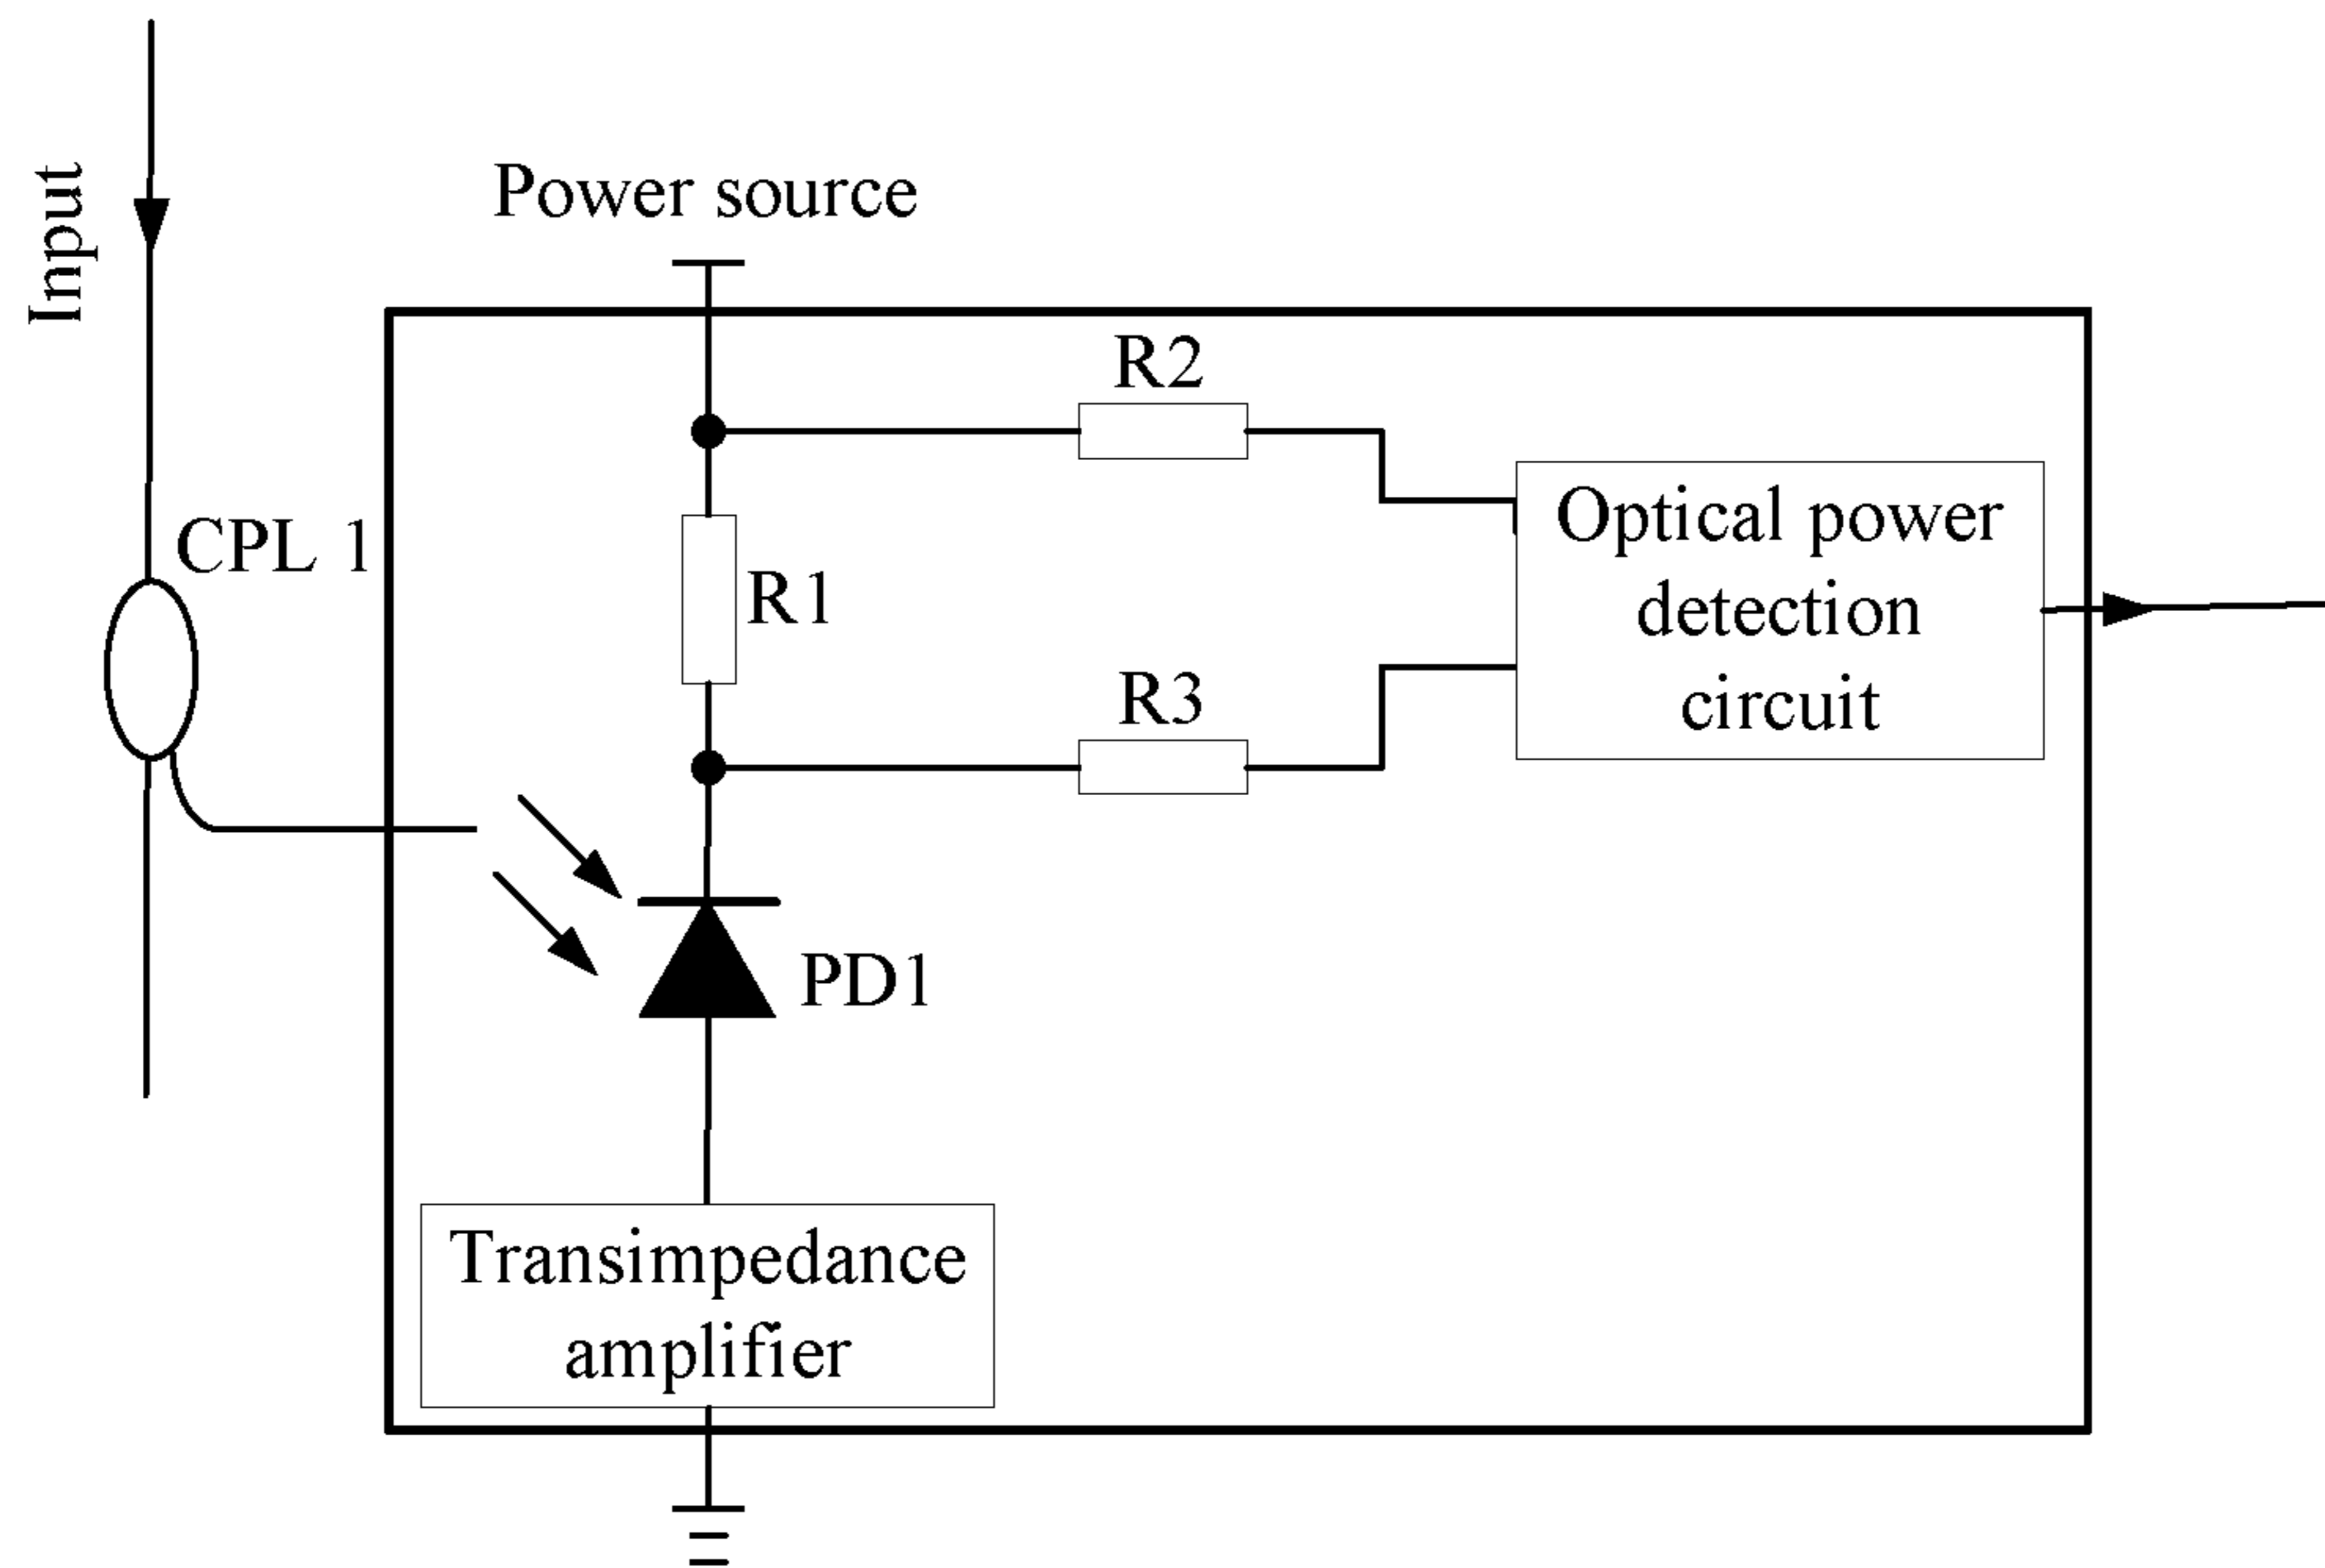 Input
Power source
R2
CPL 1
Optical power
detection
circuit
R1
R3
PD1
Transimpedance
amplifier